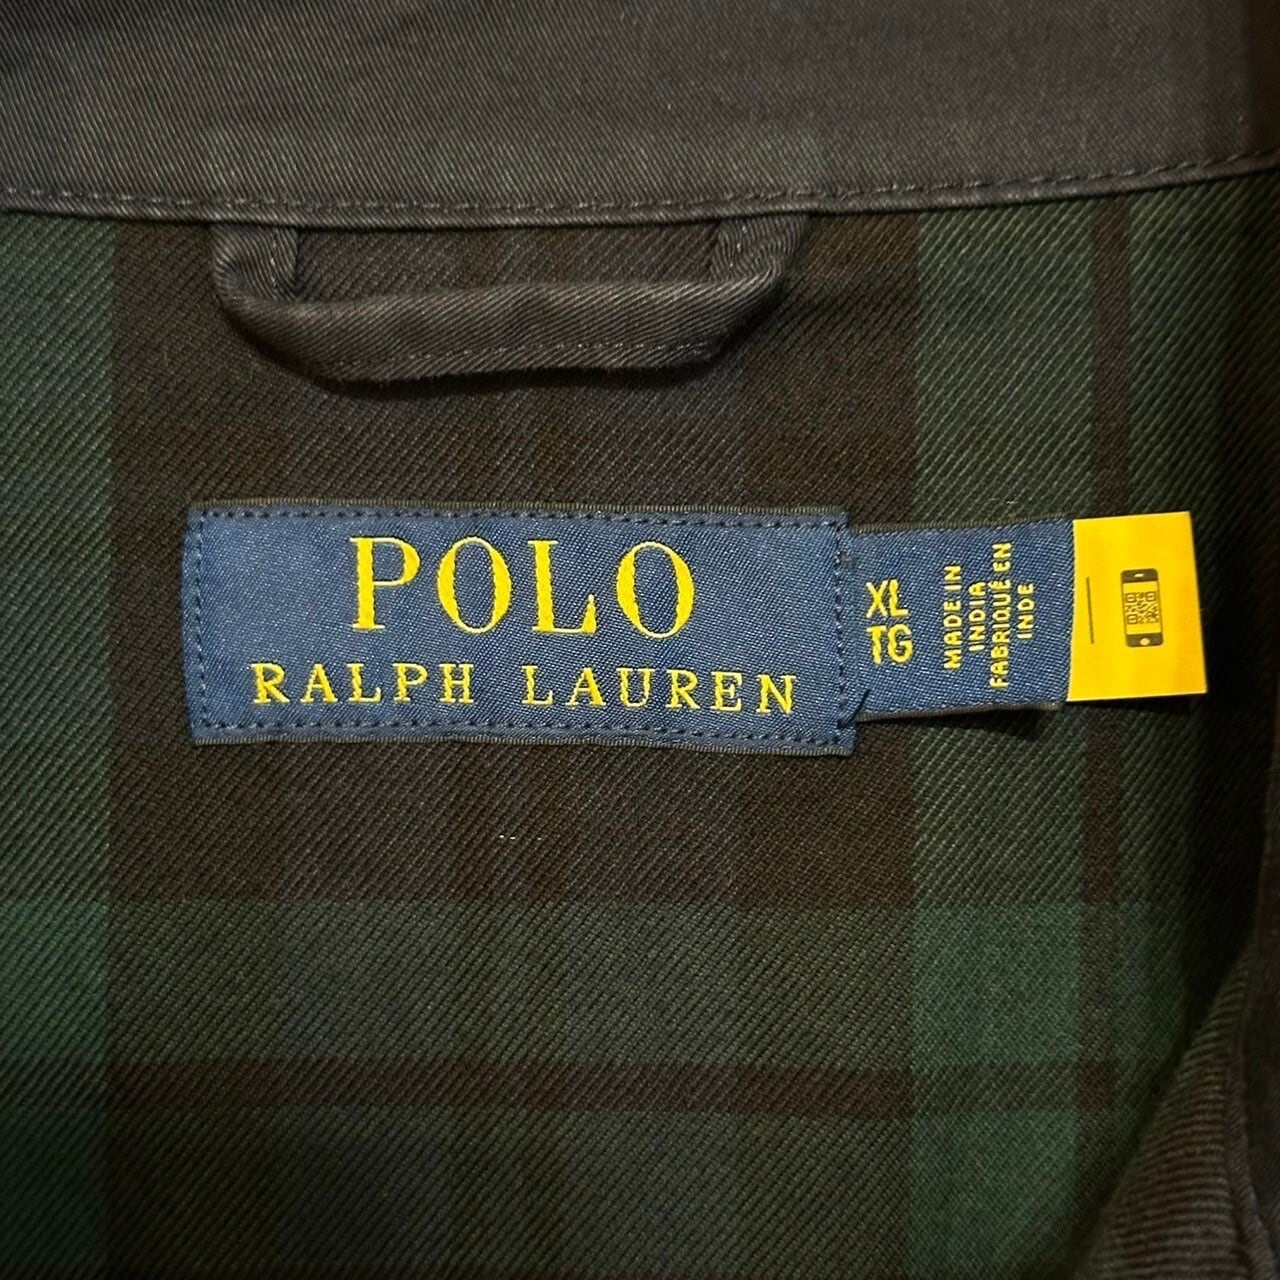 POLO
RALPH LAUREN
XL
TG
MADE IN
INDIA
FABRIQUÉ EN
INDE